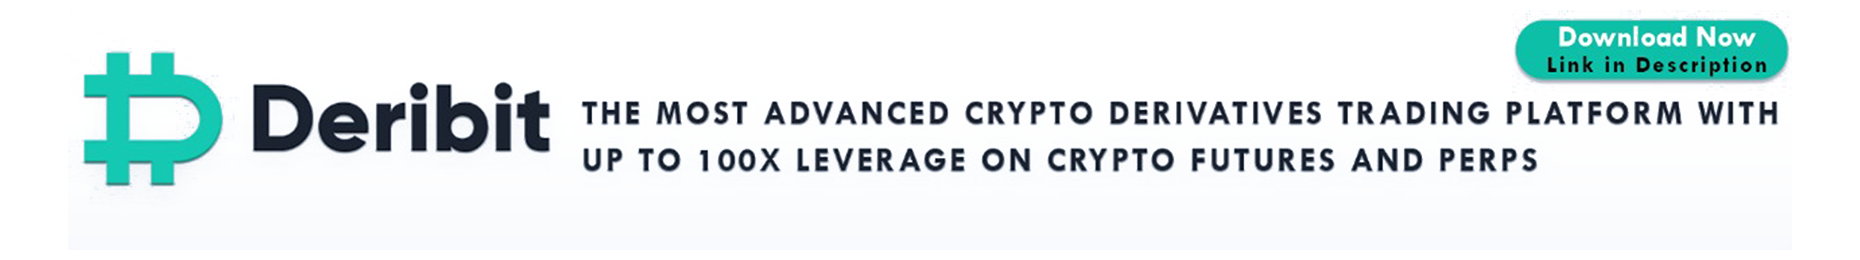 Download Now
Link in Description
Deribit
THE MOST ADVANCED CRYPTO DERIVATIVES TRADING PLATFORM WITH
UP TO 100X LEVERAGE ON CRYPTO FUTURES AND PERPS